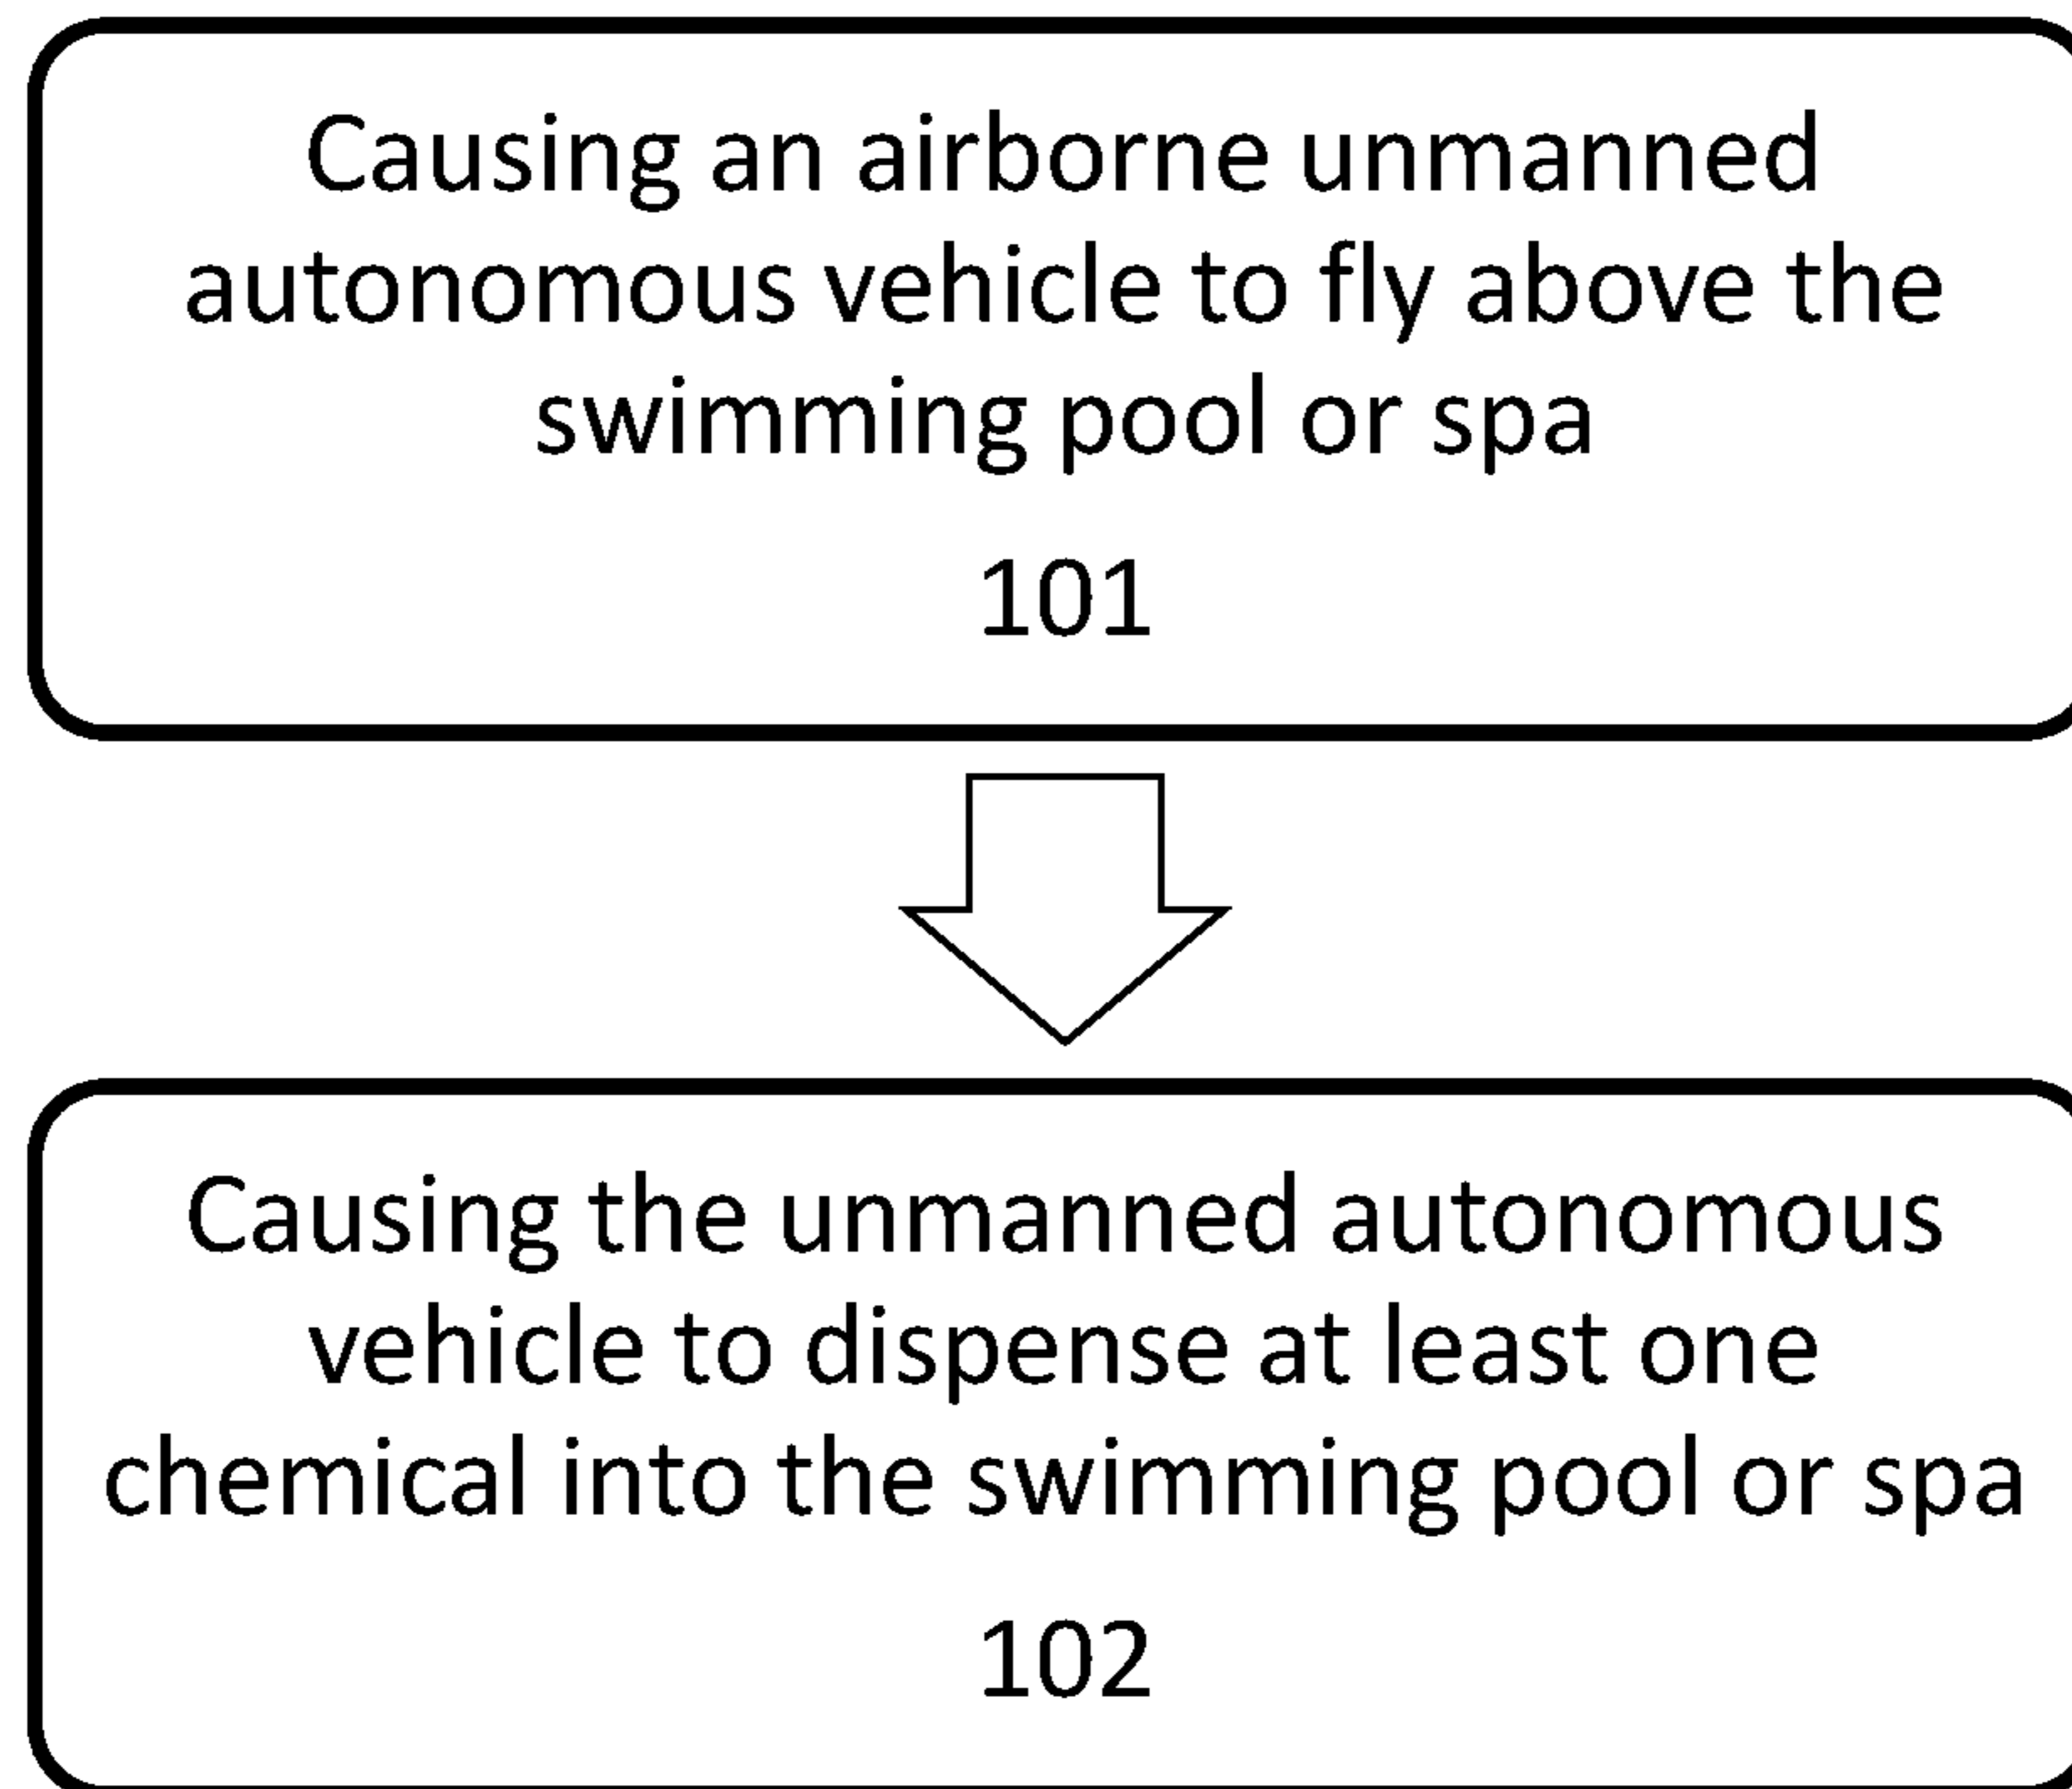 Causing an airborne unmanned
autonomous vehicle to fly above the
swimming pool or spa
101
Causing the unmanned autonomous
vehicle to dispense at least one
chemical into the swimming pool or spa
102